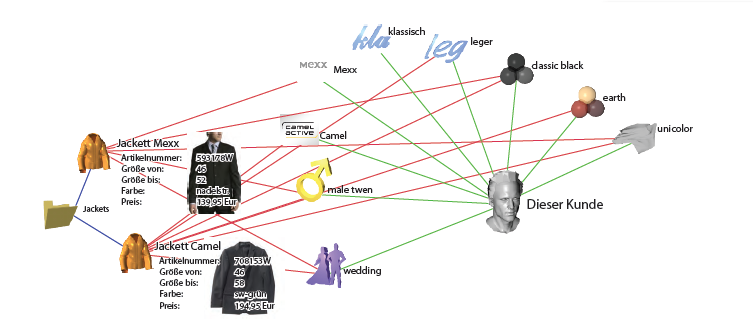 kla klassisch
leg leger
mexx Mexx
classic black
earth
unicolor
CAMEL
ACTIVE
Camel
male twen
wedding
Dieser Kunde
Jackets
Jackett Mexx
Artikelnummer: 593178W
Größe von: 46
Größe bis: 52
Farbe: nadelstr.
Preis: 139,95 Eur
Jackett Camel
Artikelnummer: 708153W
Größe von: 46
Größe bis: 58
Farbe: sw-grün
Preis: 194,95 Eur